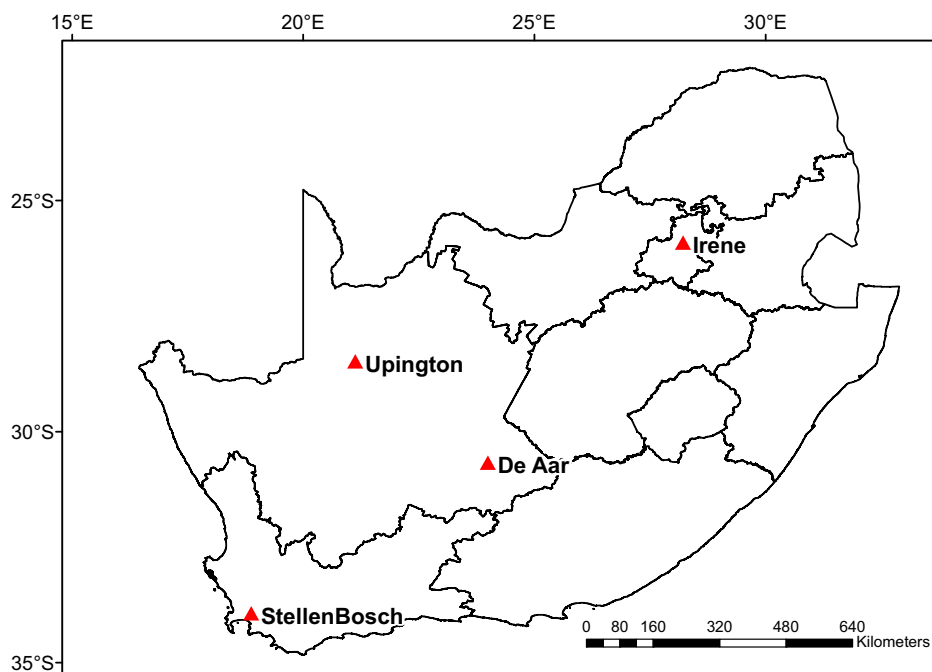 15°E 20°E 25°E 30°E
25°S
Irene
Upington
30°S
De Aar
StellenBosch
0 80 160 320 480 640
Kilometers
35°S